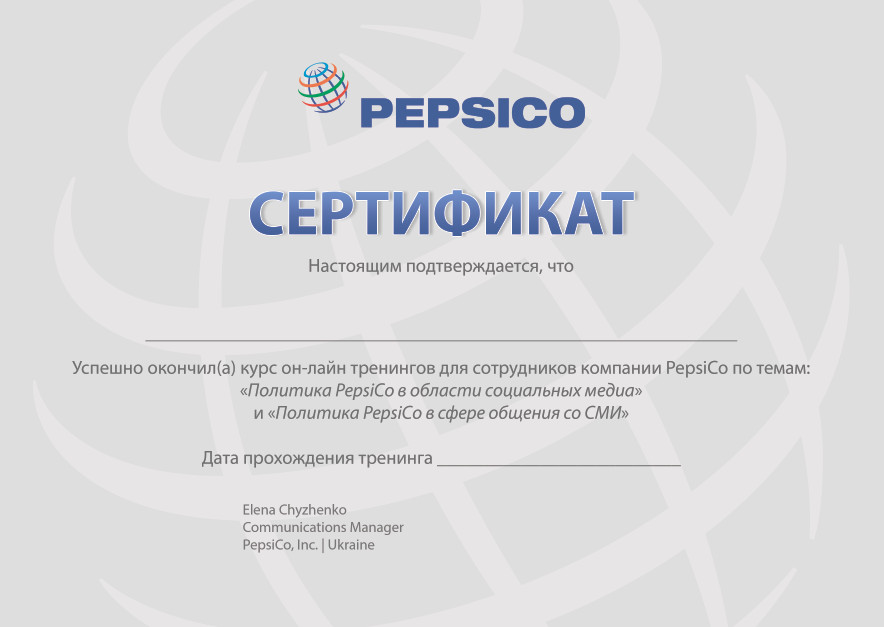 PEPSICO
СЕРТИФИКАТ
Настоящим подтверждается, что
Успешно окончил(а) курс он-лайн тренингов для сотрудников компании PepsiCo по темам:
«Политика PepsiCo в области социальных медиа»
и «Политика PepsiCo в сфере общения со СМИ»
Дата прохождения тренинга
Elena Chyzhenko
Communications Manager
PepsiCo, Inc. | Ukraine